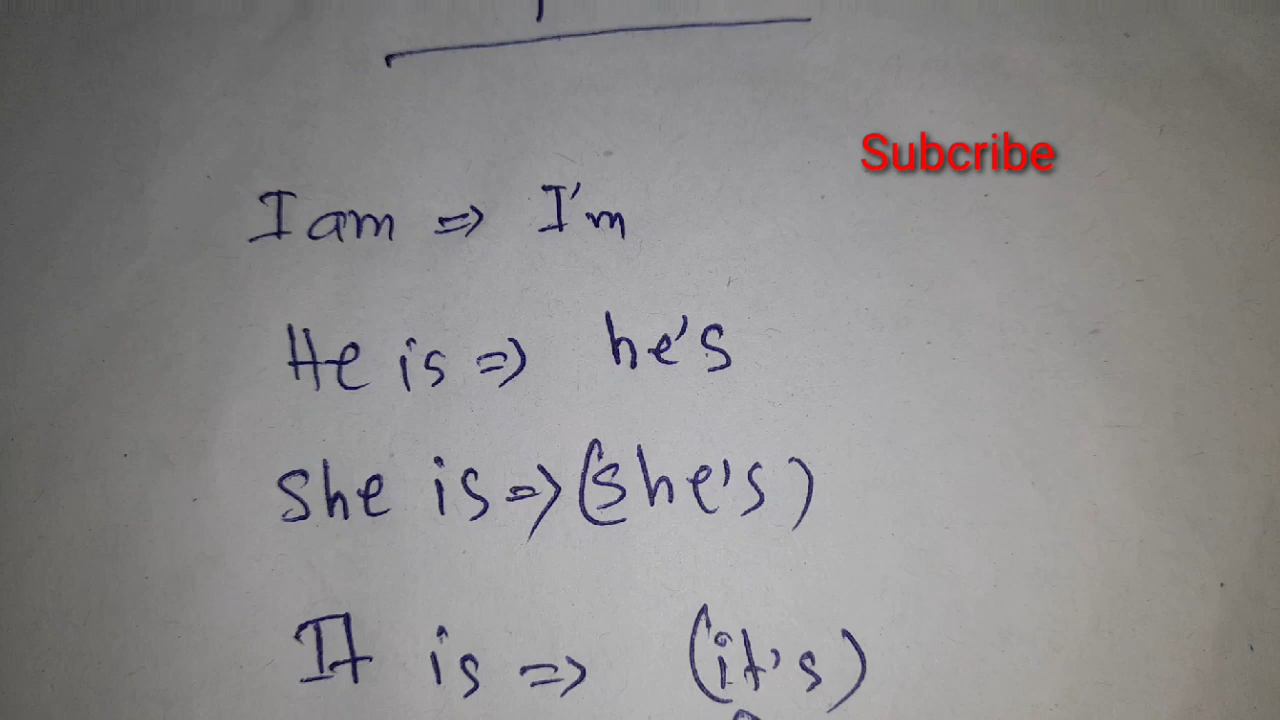 Subcribe
I am => I'm
He is => he's
She is => (she's)
It is => (it's)